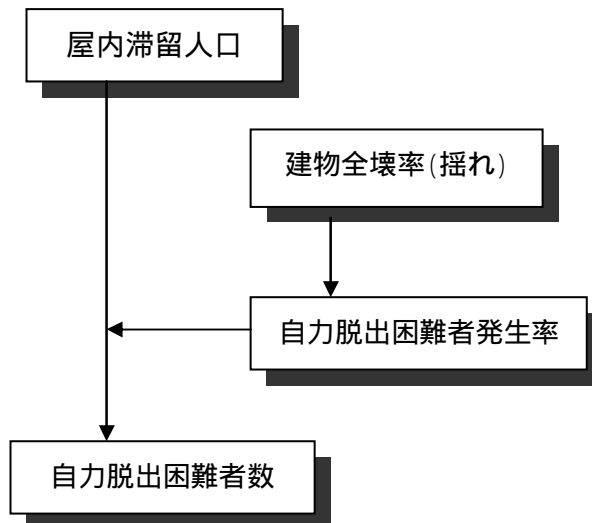 屋内滞留人口
建物全壊率(揺れ)
自力脱出困難者発生率
自力脱出困難者数